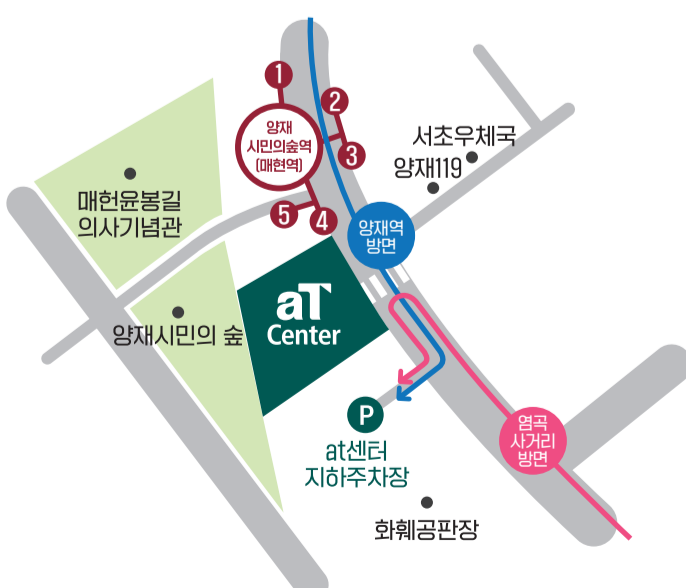 1
2
3
양재
시민의숲역
(매현역)
5
4
서초우체국
양재119
매헌윤봉길
의사기념관
양재역
방면
aT
Center
양재시민의 숲
P
at센터
지하주차장
염곡
사거리
방면
화훼공판장